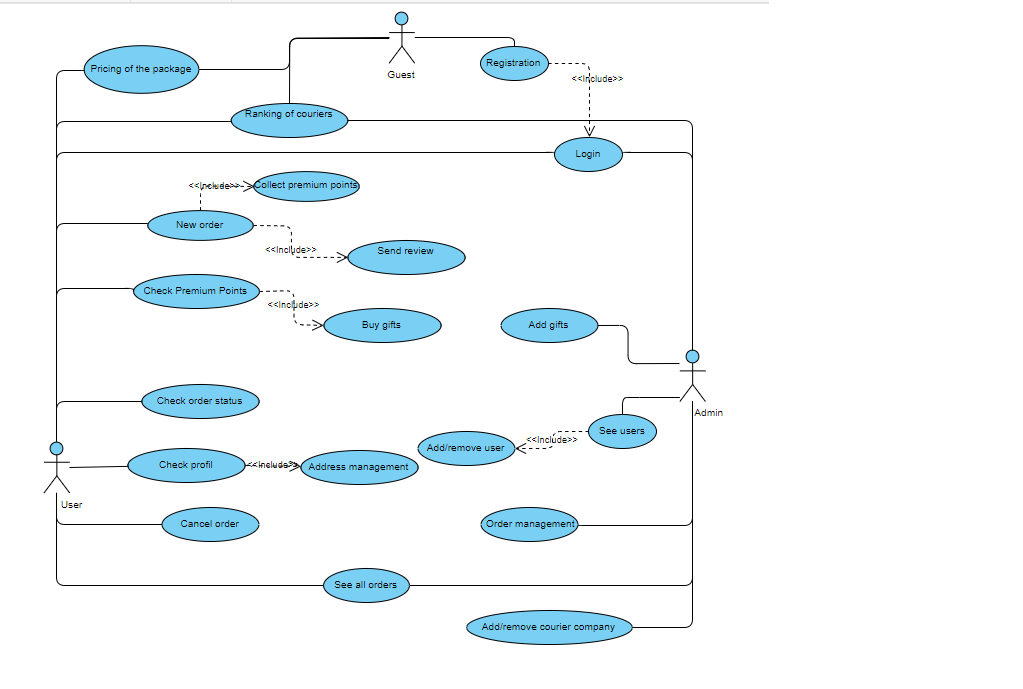 Guest
Pricing of the package
Registration
<<Include>>
Ranking of couriers
Login
<<Include>>
Collect premium points
New order
<<Include>>
Send review
Check Premium Points
<<Include>>
Buy gifts
Add gifts
Check order status
Admin
See users
<<Include>>
Add/remove user
Check profil
<<Include>>
Address management
User
Cancel order
Order management
See all orders
Add/remove courier company